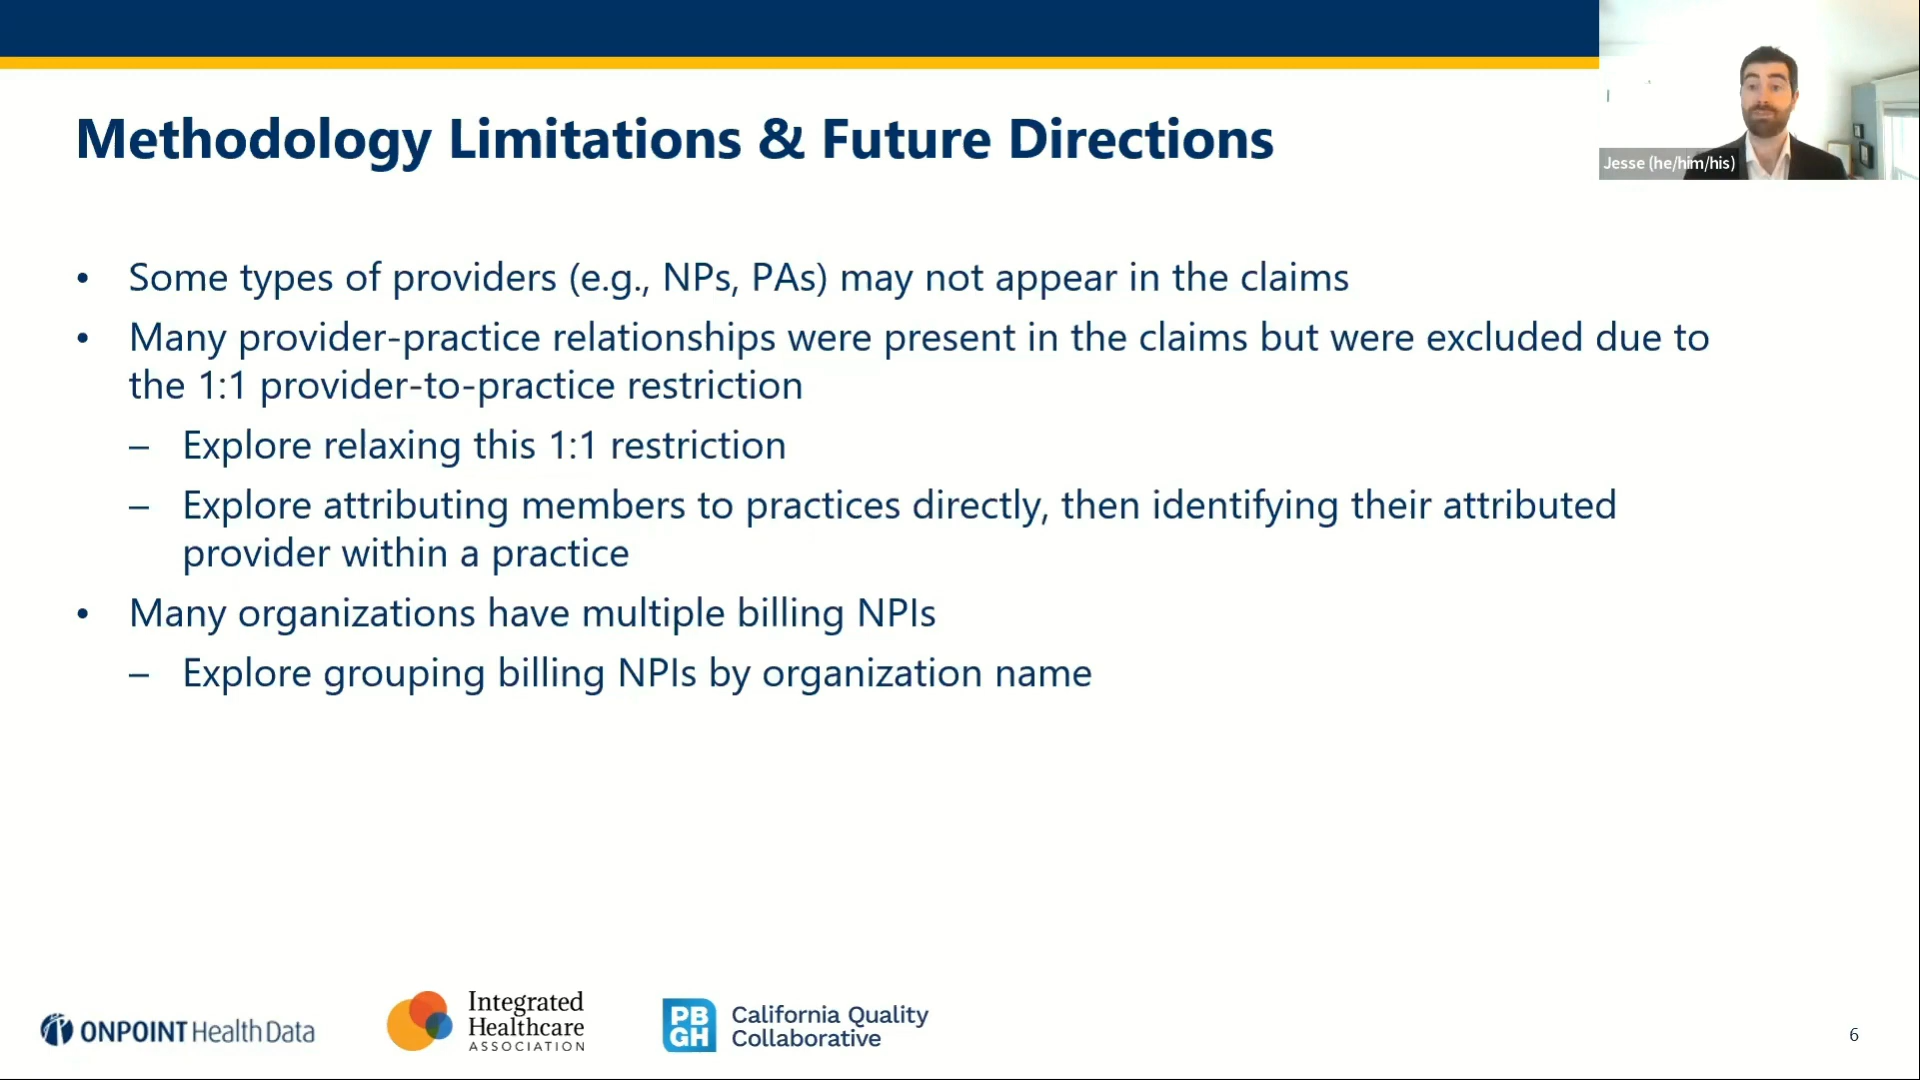 Jesse (he/him/his)
Methodology Limitations & Future Directions
• Some types of providers (e.g., NPs, PAs) may not appear in the claims
• Many provider-practice relationships were present in the claims but were excluded due to
the 1:1 provider-to-practice restriction
– Explore relaxing this 1:1 restriction
– Explore attributing members to practices directly, then identifying their attributed
provider within a practice
• Many organizations have multiple billing NPIs
– Explore grouping billing NPIs by organization name
ONPOINT Health Data
Integrated
Healthcare
ASSOCIATION
PB
GH
California Quality
Collaborative
6